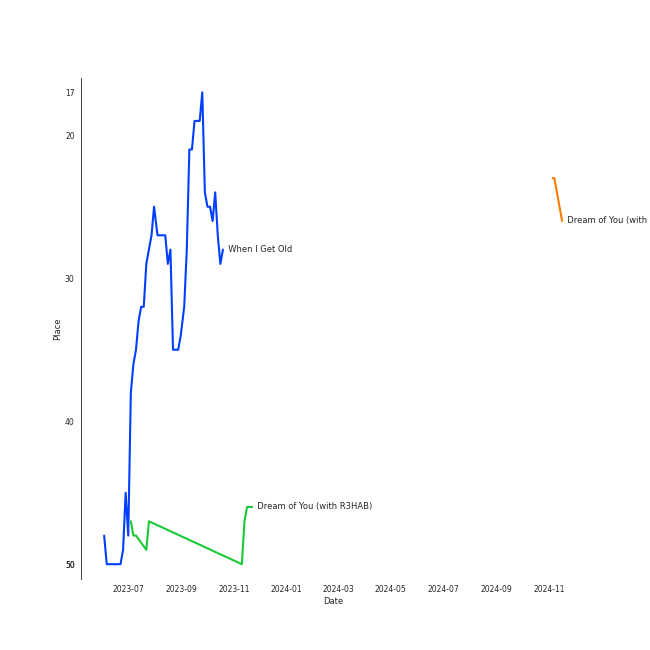 17
20
Dream of You (with
When I Get Old
30
Place
40
Dream of You (with R3HAB)
50
2023-07 2023-09 2023-11 2024-01 2024-03 2024-05 2024-07 2024-09 2024-11
Date